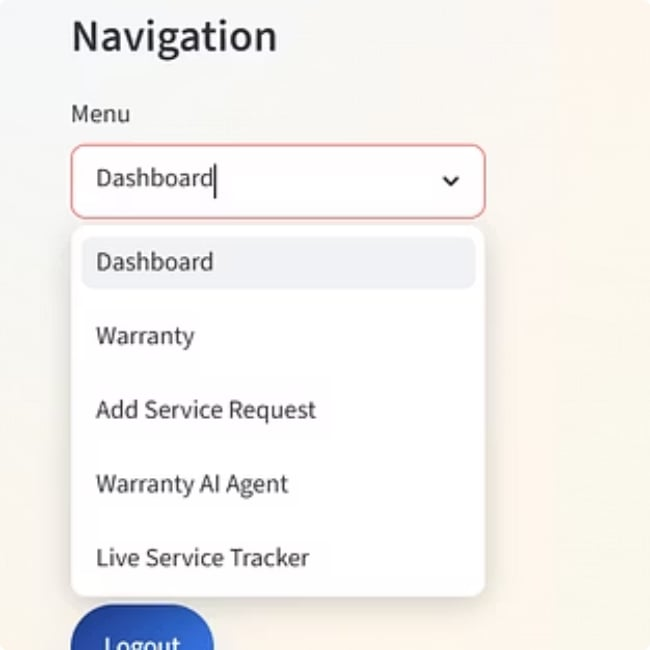 Navigation
Menu
Dashboard
Dashboard
Warranty
Add Service Request
Warranty AI Agent
Live Service Tracker
Logout